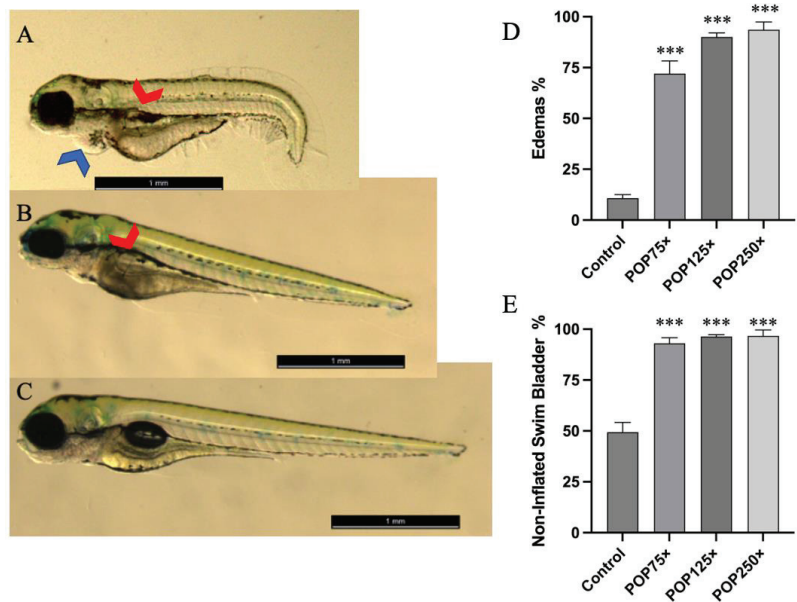 A
1 mm
B
1 mm
C
1 mm
D
Edemas %
100
75
50
25
0
***
***
***
Control
POP75×
POP125×
POP250×
E
Non-Inflated Swim Bladder %
100
75
50
25
0
***
***
***
Control
POP75×
POP125×
POP250×